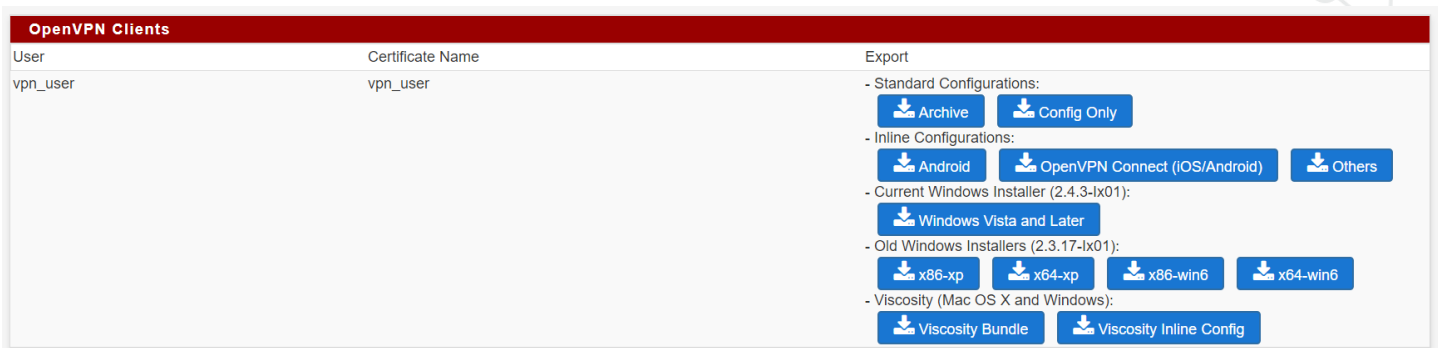 OpenVPN Clients
User Certificate Name Export
vpn_user vpn_user - Standard Configurations:
Archive Config Only
- Inline Configurations:
Android OpenVPN Connect (iOS/Android) Others
- Current Windows Installer (2.4.3-Ix01):
Windows Vista and Later
- Old Windows Installers (2.3.17-Ix01):
x86-xp x64-xp x86-win6 x64-win6
- Viscosity (Mac OS X and Windows):
Viscosity Bundle Viscosity Inline Config